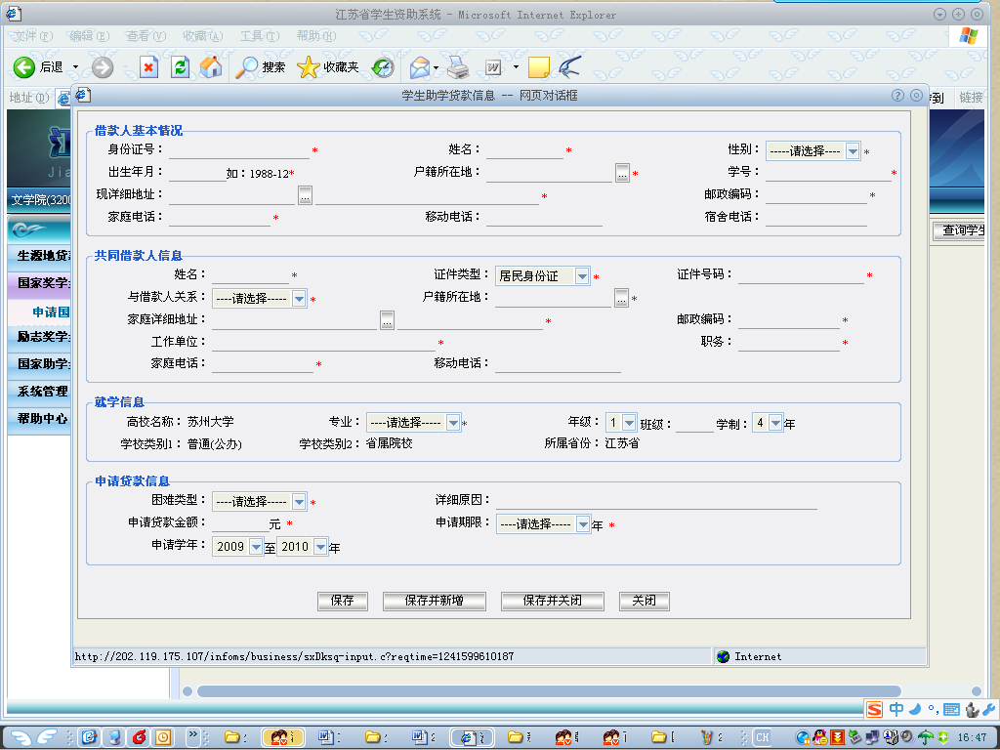 江苏省学生资助系统 - Microsoft Internet Explorer
文件(F) 编辑(E) 查看(V) 收藏(A) 工具(T) 帮助(H)
后退 搜索 收藏夹
地址(D) 转到 链接
学生助学贷款信息 -- 网页对话框
借款人基本情况
身份证号： * 姓名： * 性别： -----请选择---- *
出生年月： 如：1988-12* 户籍所在地： ... * 学号： *
现详细地址： ... * 邮政编码： *
家庭电话： * 移动电话： 宿舍电话：
共同借款人信息
姓名： * 证件类型： 居民身份证 * 证件号码： *
与借款人关系： ----请选择----- * 户籍所在地： ... *
家庭详细地址： ... * 邮政编码： *
工作单位： * 职务： *
家庭电话： * 移动电话：
就学信息
高校名称： 苏州大学 专业： ----请选择----- * 年级： 1 班级： 学制： 4 年
学校类别1： 普通(公办) 学校类别2： 省属院校 所属省份： 江苏省
申请贷款信息
困难类型： ----请选择----- * 详细原因：
申请贷款金额： 元 * 申请期限： ----请选择----- 年 *
申请学年： 2009 至 2010 年
保存 保存并新增 保存并关闭 关闭
http://202.119.175.107/infoms/business/sxDksq-input.c?reqtime=1241599610187 Internet
Jia
文学院(3200
生源地贷
国家奖学
申请国
励志奖学
国家助学
系统管理
帮助中心
查询学生
中
CH 16:47